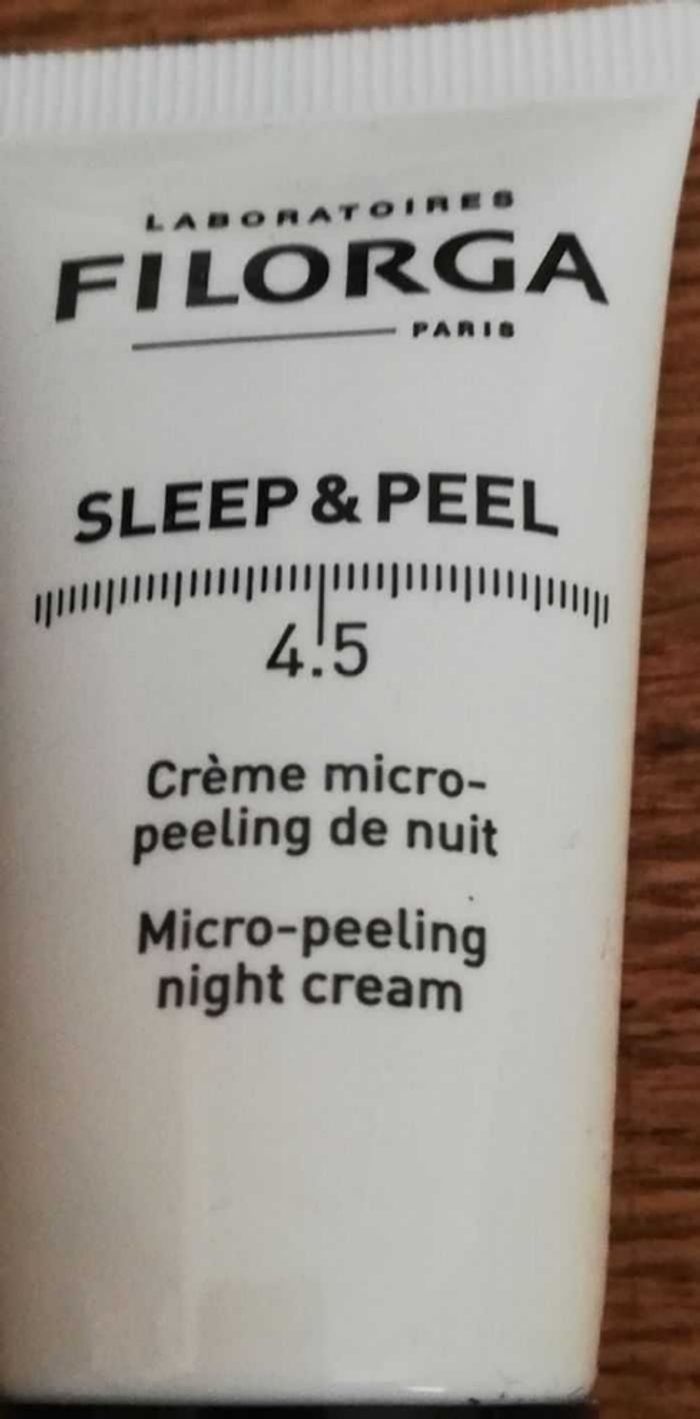 LABORATOIRES
FILORGA
PARIS
SLEEP & PEEL
4.5
Crème micro-
peeling de nuit
Micro-peeling
night cream